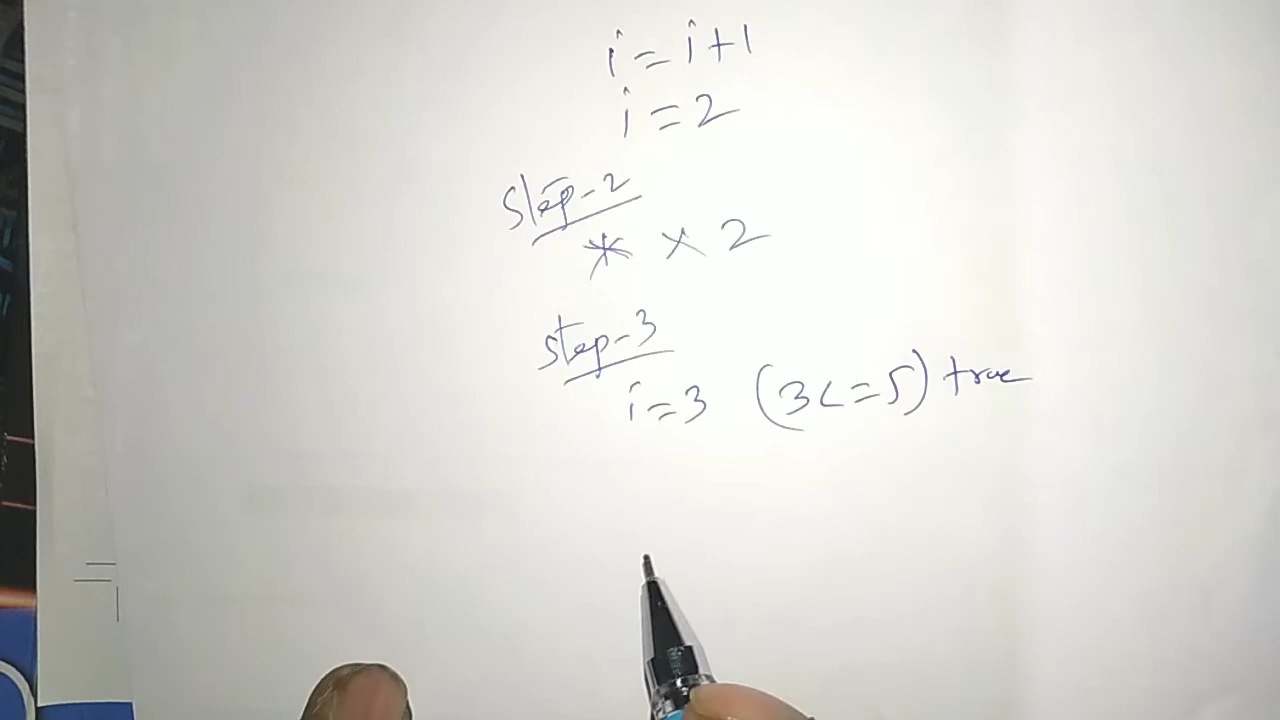 i = i+1
i = 2
Step-2
* × 2
step-3
i = 3 (3<=5) true